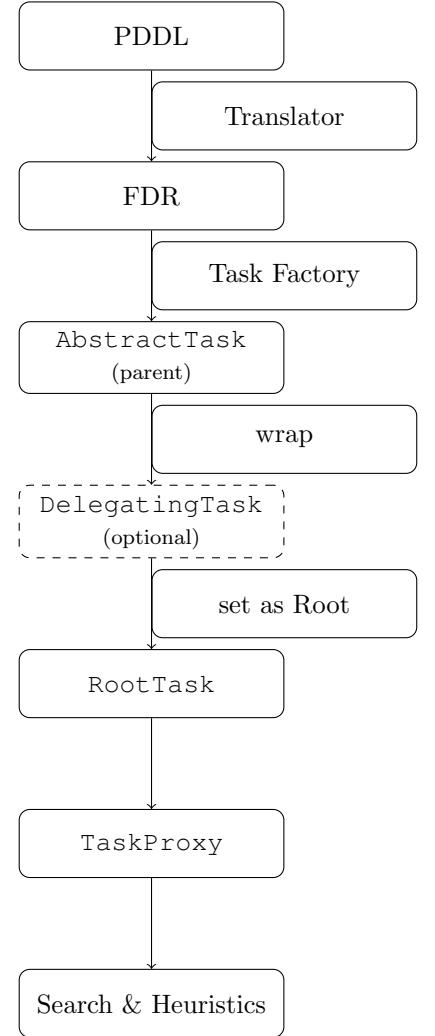 PDDL
Translator
FDR
Task Factory
AbstractTask
(parent)
wrap
DelegatingTask
(optional)
set as Root
RootTask
TaskProxy
Search & Heuristics